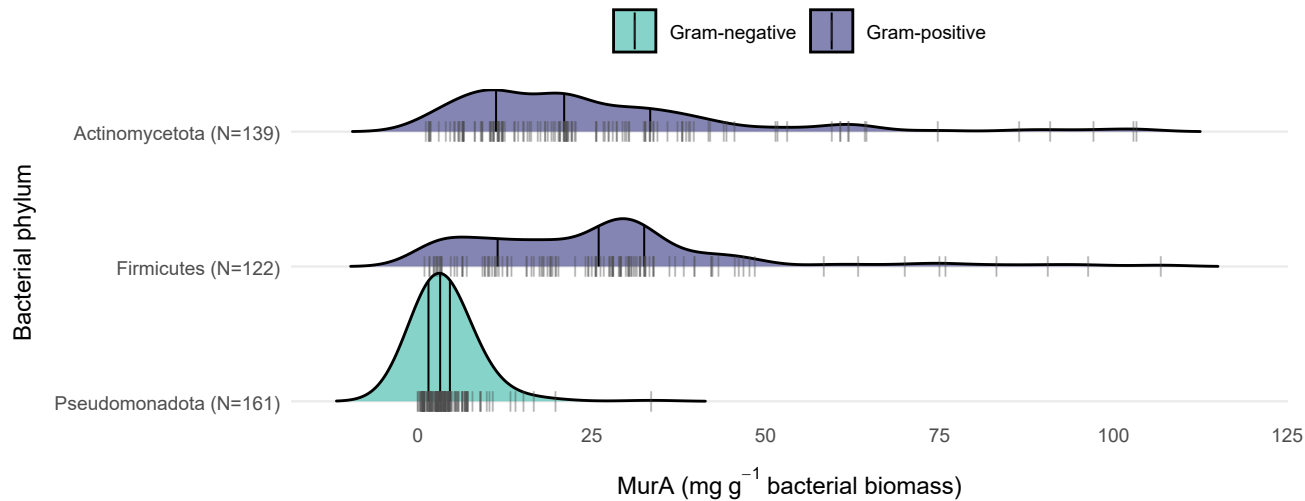 Gram-negative Gram-positive
Bacterial phylum
Actinomycetota (N=139)
Firmicutes (N=122)
Pseudomonadota (N=161)
0 25 50 75 100 125
MurA (mg g⁻¹ bacterial biomass)